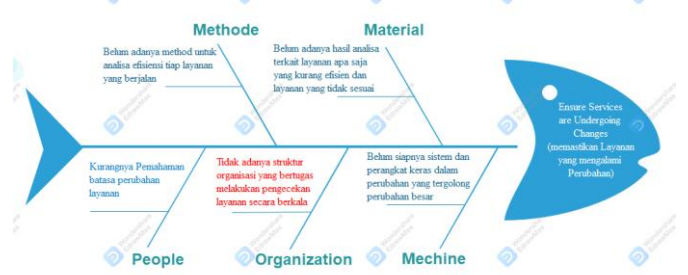 Methode
Material
Belum adanya method untuk
analisa efisiensi tiap layanan
yang berjalan
Belum adanya hasil analisa
terkait layanan apa saja
yang kurang efisien dan
layanan yang tidak sesuai
Ensure Services
are Undergoing
Changes
(memastikan Layanan
yang mengalami
Perubahan)
Kurangnya Pemahaman
batasa perubahan
layanan
Tidak adanya struktur
organisasi yang bertugas
melakukan pengecekan
layanan secara berkala
Belum siapnya sistem dan
perangkat keras dalam
perubahan yang tergolong
perubahan besar
People
Organization
Mechine